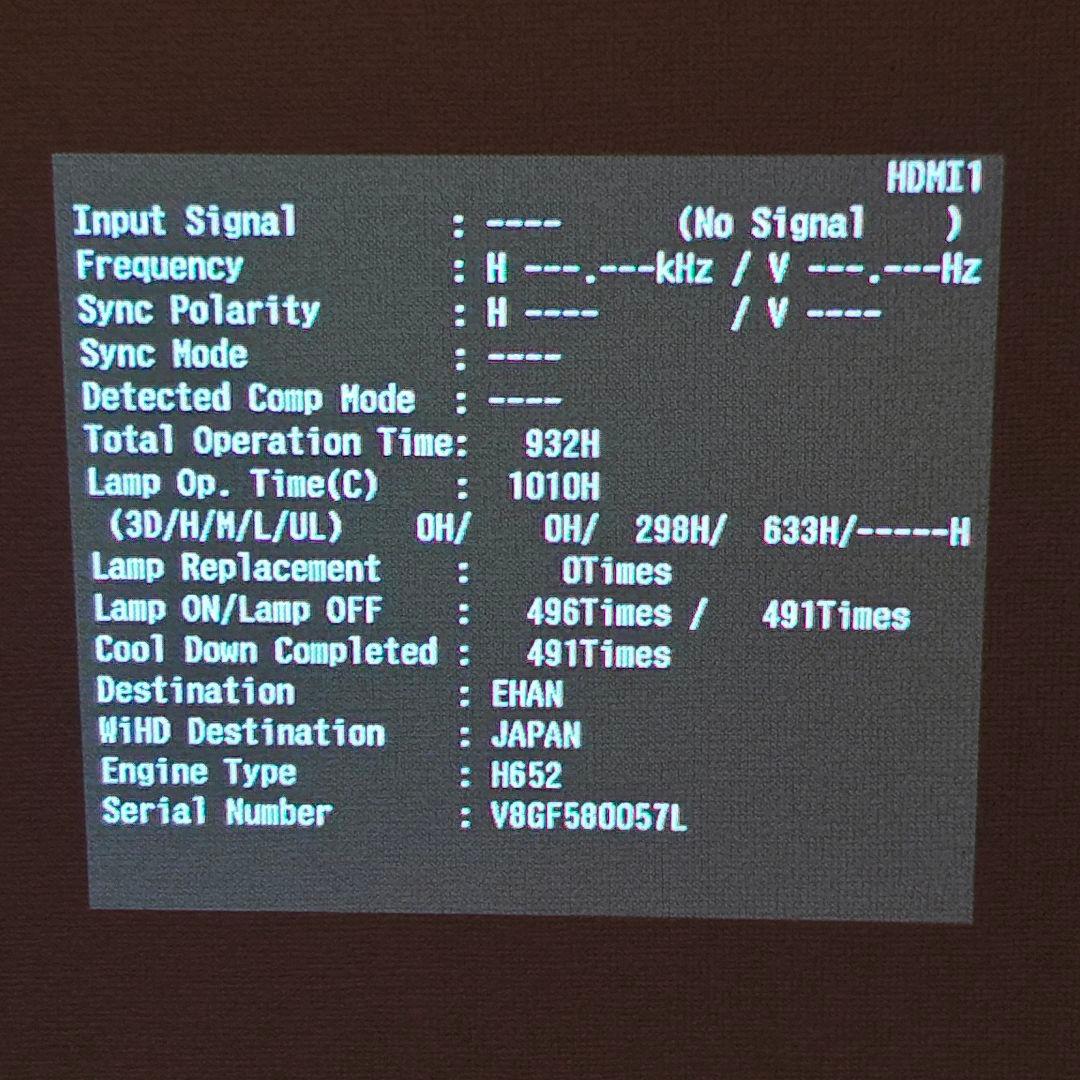 HDMI1
Input Signal : ---- (No Signal )
Frequency : H ---.---kHz / V ---.---Hz
Sync Polarity : H ---- / V ----
Sync Mode : ----
Detected Comp Mode : ----
Total Operation Time: 932H
Lamp Op. Time(C) : 1010H
(3D/H/M/L/UL) 0H/ 0H/ 298H/ 633H/-----H
Lamp Replacement : 0Times
Lamp ON/Lamp OFF : 496Times / 491Times
Cool Down Completed : 491Times
Destination : EHAN
WiHD Destination : JAPAN
Engine Type : H652
Serial Number : V8GF580057L